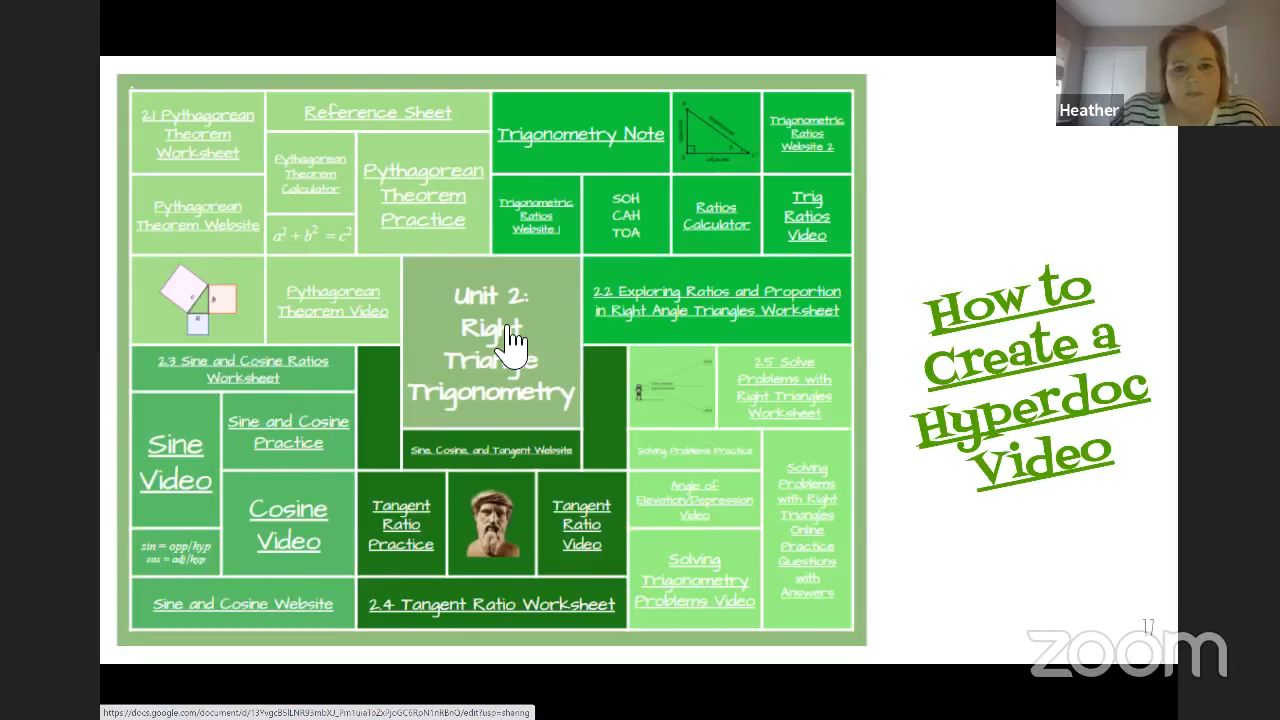 Heather
2.1 Pythagorean
Theorem
Worksheet
Reference Sheet
Trigonometry Note
Trigonometric
Ratios
Website 2
Pythagorean
Theorem
Calculator
Pythagorean
Theorem
Practice
Pythagorean
Theorem Website
a² + b² = c²
Trigonometric
Ratios
Website 1
SOH
CAH
TOA
Ratios
Calculator
Trig
Ratios
Video
c
b
a
Pythagorean
Theorem Video
Unit 2:
Right
Triangle
Trigonometry
2.2 Exploring Ratios and Proportion
in Right Angle Triangles Worksheet
How to
Create a
Hyperdoc
Video
2.3 Sine and Cosine Ratios
Worksheet
2.5 Solve
Problems with
Right Triangles
Worksheet
Sine
Video
Sine and Cosine
Practice
Sine, Cosine, and Tangent Website
Solving Problems Practice
Cosine
Video
Tangent
Ratio
Practice
Tangent
Ratio
Video
Angle of
Elevation/Depression
Video
Solving
Problems
with Right
Triangles
Online
Practice
Questions
with
Answers
sin = opp/hyp
cos = adj/hyp
Solving
Trigonometry
Problems Video
Sine and Cosine Website
2.4 Tangent Ratio Worksheet
17
zoom